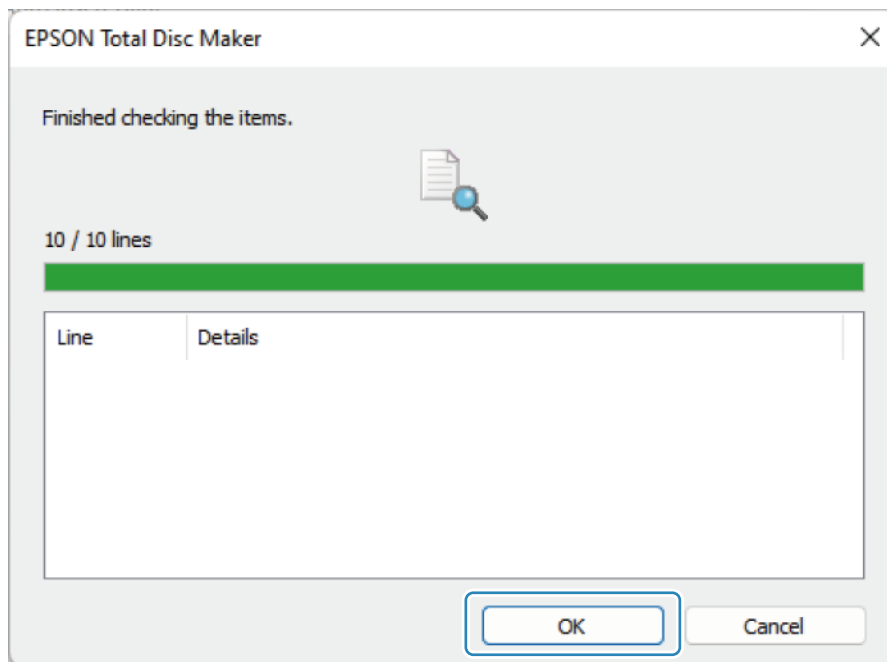 EPSON Total Disc Maker
Finished checking the items.
10 / 10 lines
Line Details
OK Cancel